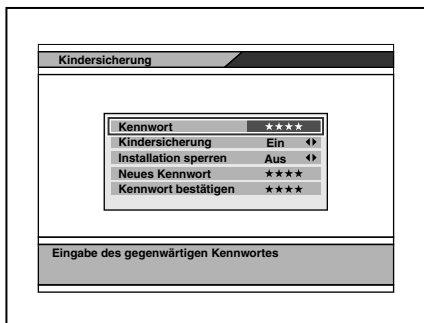 Kindersicherung
Kennwort ★★★★
Kindersicherung Ein
Installation sperren Aus
Neues Kennwort ★★★★
Kennwort bestätigen ★★★★
Eingabe des gegenwärtigen Kennwortes